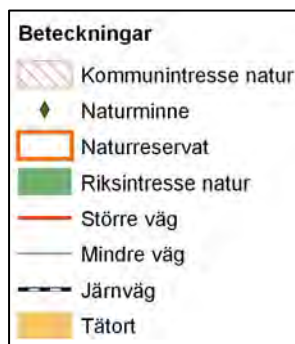 Beteckningar
Kommunintresse natur
Naturminne
Naturreservat
Riksintresse natur
Större väg
Mindre väg
Järnväg
Tätort